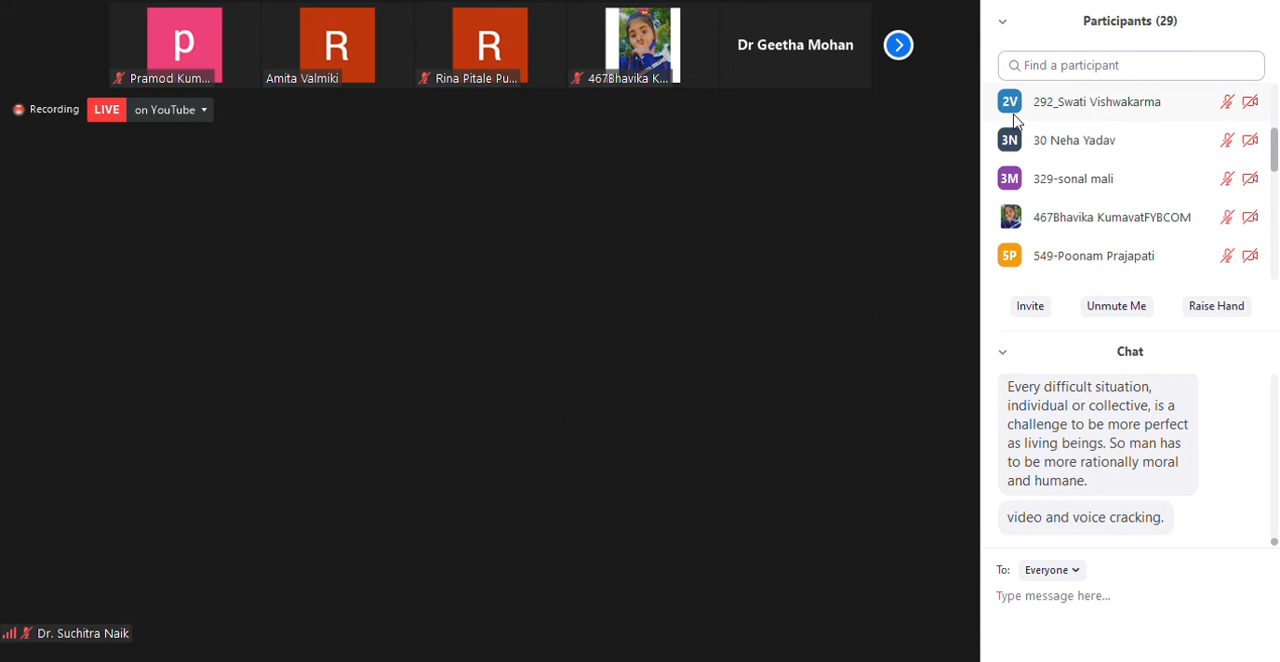 p
R
R
Pramod Kum...
Amita Valmiki
Rina Pitale Pu...
467Bhavika K...
Dr Geetha Mohan
Recording
LIVE on YouTube
Dr. Suchitra Naik
Participants (29)
Find a participant
2V 292_Swati Vishwakarma
3N 30 Neha Yadav
3M 329-sonal mali
467Bhavika KumavatFYBCOM
5P 549-Poonam Prajapati
Invite Unmute Me Raise Hand
Chat
Every difficult situation,
individual or collective, is a
challenge to be more perfect
as living beings. So man has
to be more rationally moral
and humane.
video and voice cracking.
To: Everyone
Type message here...